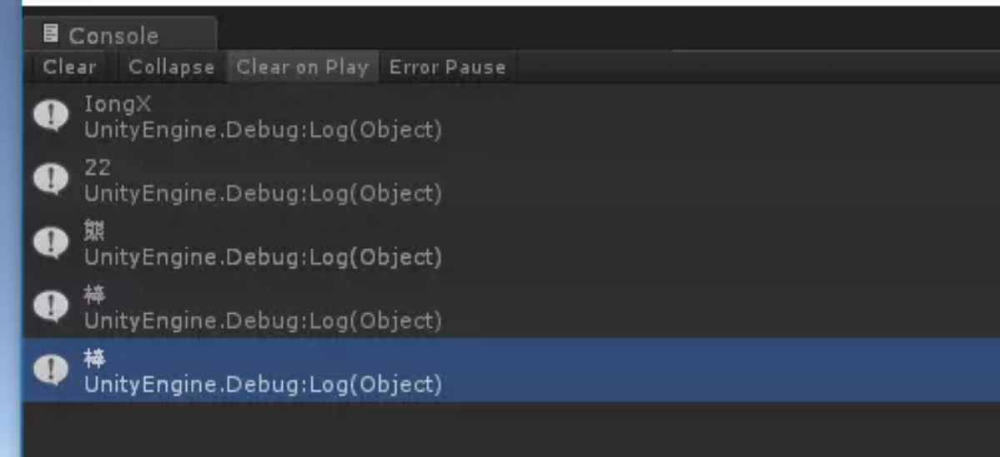 Console
Clear Collapse Clear on Play Error Pause
IongX
UnityEngine.Debug:Log(Object)
22
UnityEngine.Debug:Log(Object)
UnityEngine.Debug:Log(Object)
棒
UnityEngine.Debug:Log(Object)
棒
UnityEngine.Debug:Log(Object)